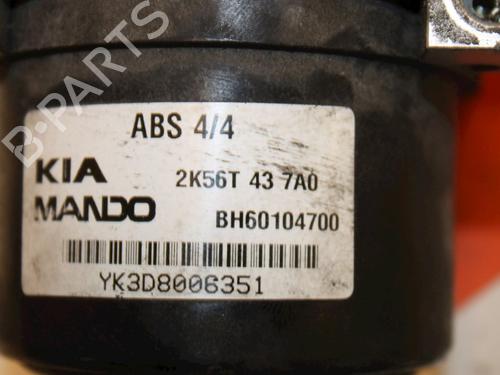 B-PARTS
ABS 4/4
KIA 2K56T 43 7A0
MANDO BH60104700
YK3D8006351